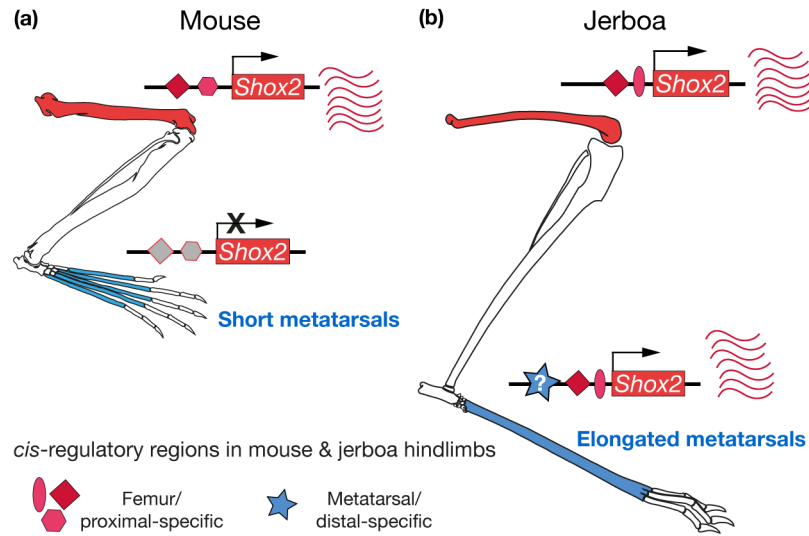 (a) Mouse
Shox2
X
Shox2
Short metatarsals
(b) Jerboa
Shox2
?
Shox2
Elongated metatarsals
cis-regulatory regions in mouse & jerboa hindlimbs
Femur/
proximal-specific
Metatarsal/
distal-specific